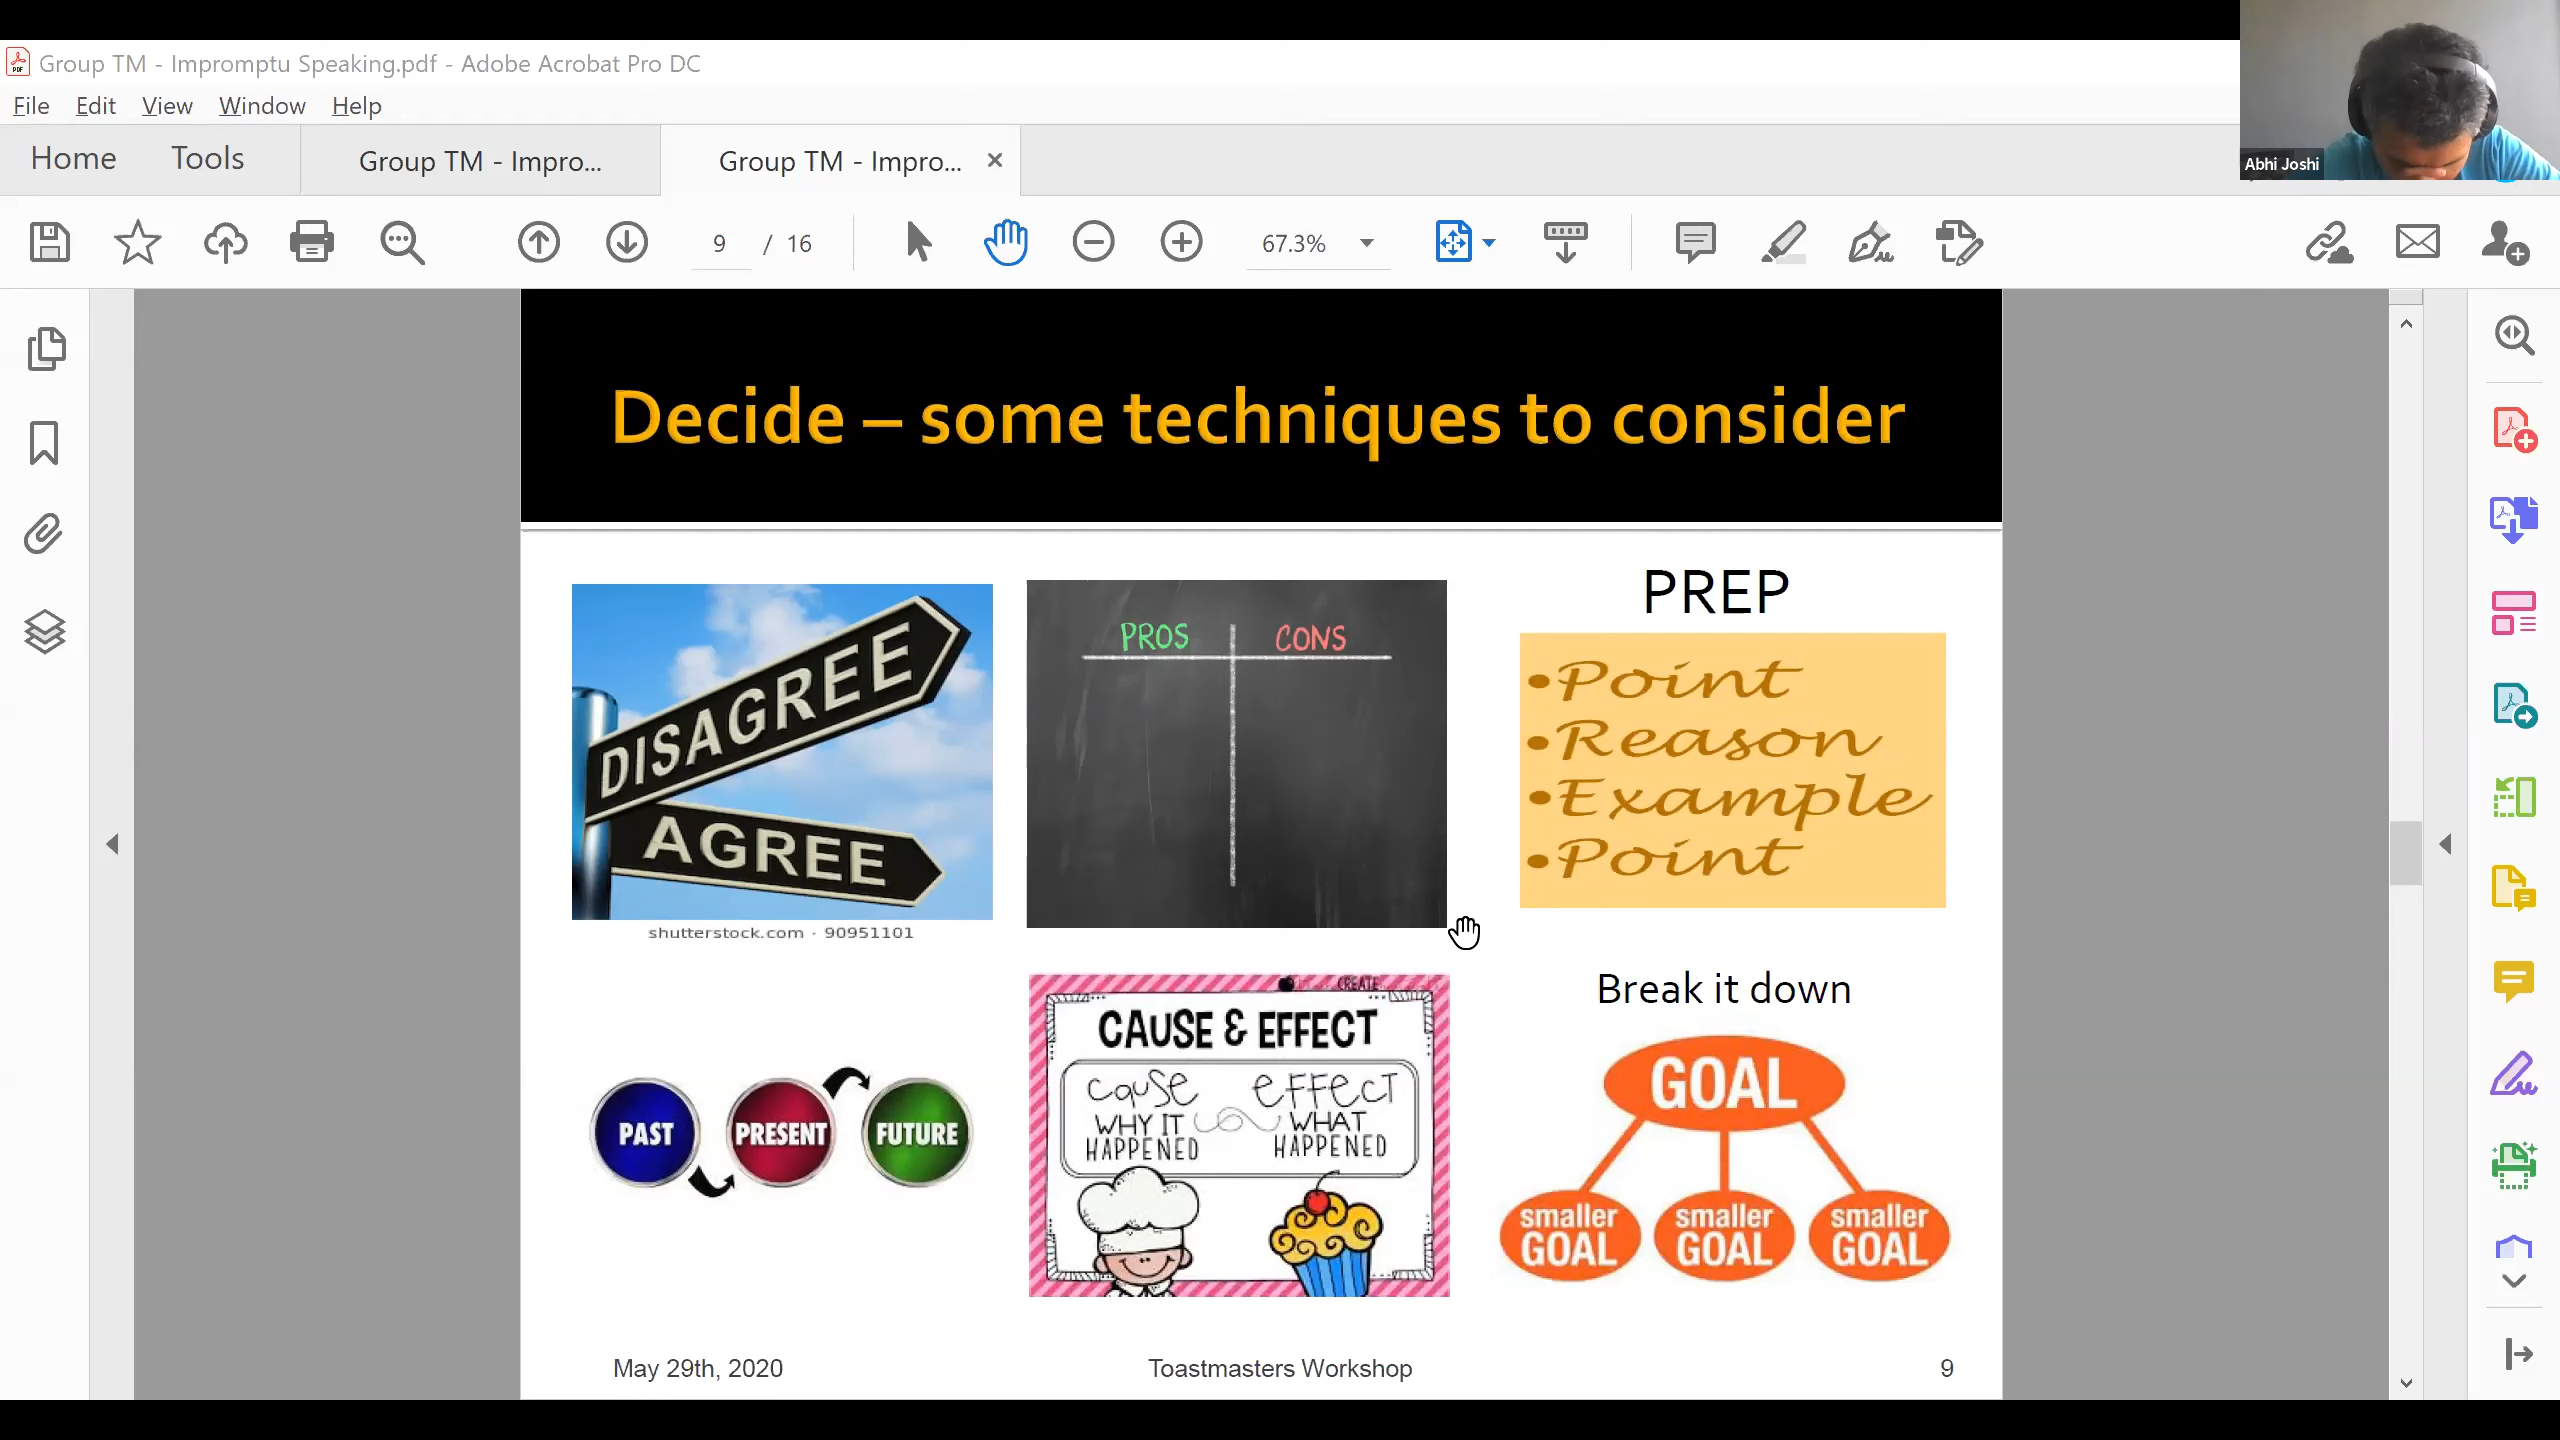 Group TM - Impromptu Speaking.pdf - Adobe Acrobat Pro DC
File Edit View Window Help
Home Tools Group TM - Impro... Group TM - Impro...
9 / 16 67.3%
Abhi Joshi
Decide – some techniques to consider
DISAGREE
AGREE
shutterstock.com · 90951101
PROS CONS
PREP
•Point
•Reason
•Example
•Point
PAST PRESENT FUTURE
CREATE
CAUSE & EFFECT
cause
WHY IT
HAPPENED
effect
WHAT
HAPPENED
Break it down
GOAL
smaller
GOAL
smaller
GOAL
smaller
GOAL
May 29th, 2020 Toastmasters Workshop 9